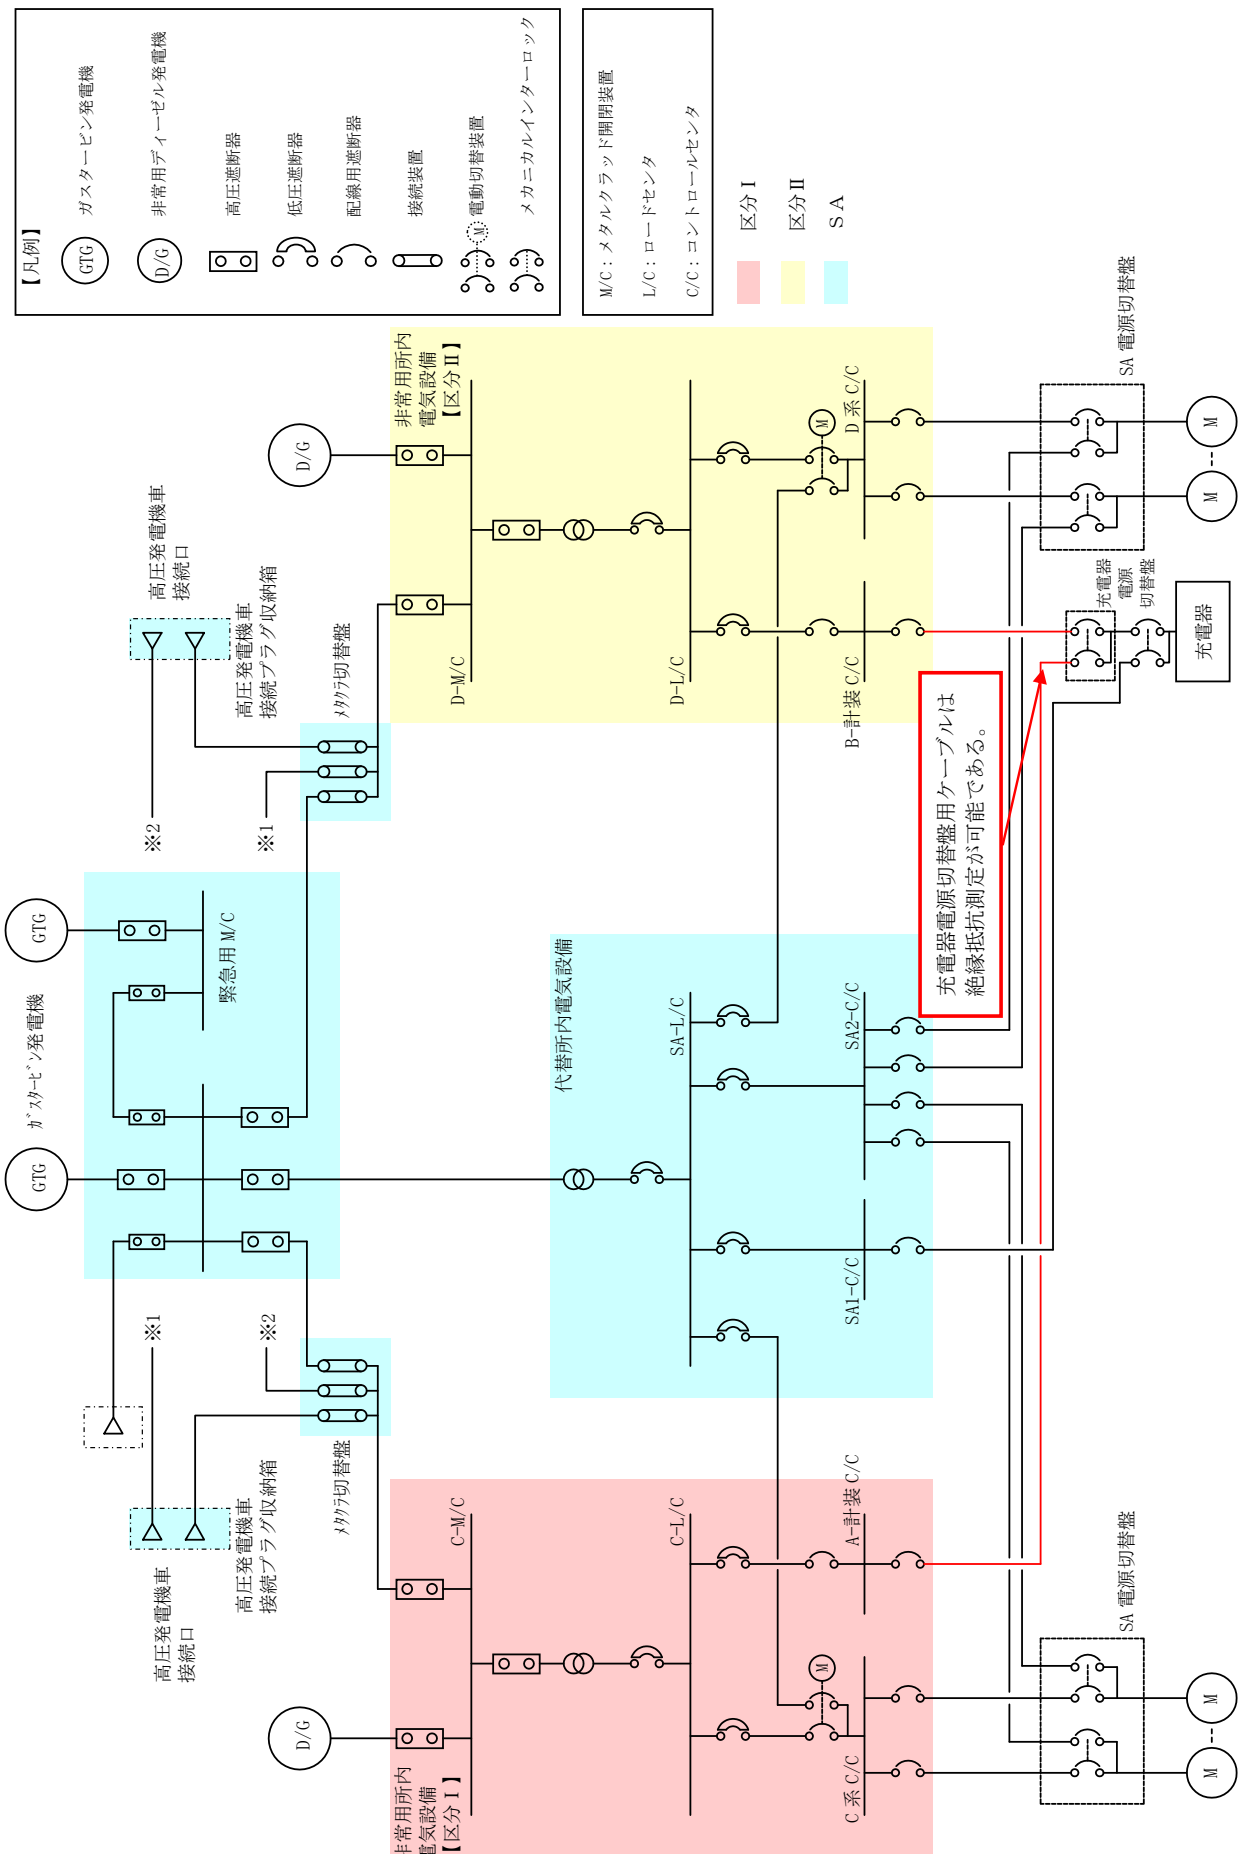 【凡例】
GTG ガスタービン発電機
D/G 非常用ディーゼル発電機
高圧遮断器
低圧遮断器
配線用遮断器
接続装置
M 電動切替装置
メカニカルインターロック
M/C：メタルクラッド開閉装置
L/C：ロードセンタ
C/C：コントロールセンタ
区分Ⅰ
区分Ⅱ
ＳＡ
GTG
ｶﾞｽﾀｰﾋﾞﾝ発電機
GTG
緊急用 M/C
高圧発電機車
接続口
高圧発電機車
接続プラグ収納箱
ﾒﾀｸﾗ切替盤
※2
※1
※1
※2
高圧発電機車
接続口
高圧発電機車
接続プラグ収納箱
ﾒﾀｸﾗ切替盤
D/G
非常用所内
電気設備
【区分Ⅱ】
D-M/C
D-L/C
M
D 系 C/C
B-計装 C/C
代替所内電気設備
SA-L/C
SA2-C/C
SA1-C/C
D/G
非常用所内
電気設備
【区分Ⅰ】
C-M/C
C-L/C
A-計装 C/C
M
C 系 C/C
充電器電源切替盤用ケーブルは
絶縁抵抗測定が可能である。
SA 電源切替盤
M
M
充電器
電源
切替盤
充電器
SA 電源切替盤
M
M